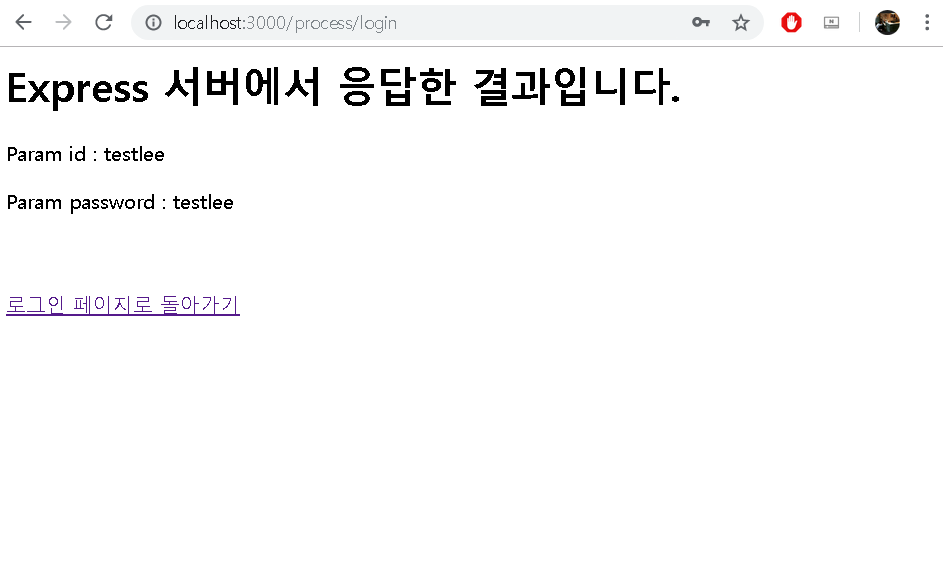 localhost:3000/process/login
Express 서버에서 응답한 결과입니다.
Param id : testlee
Param password : testlee
로그인 페이지로 돌아가기